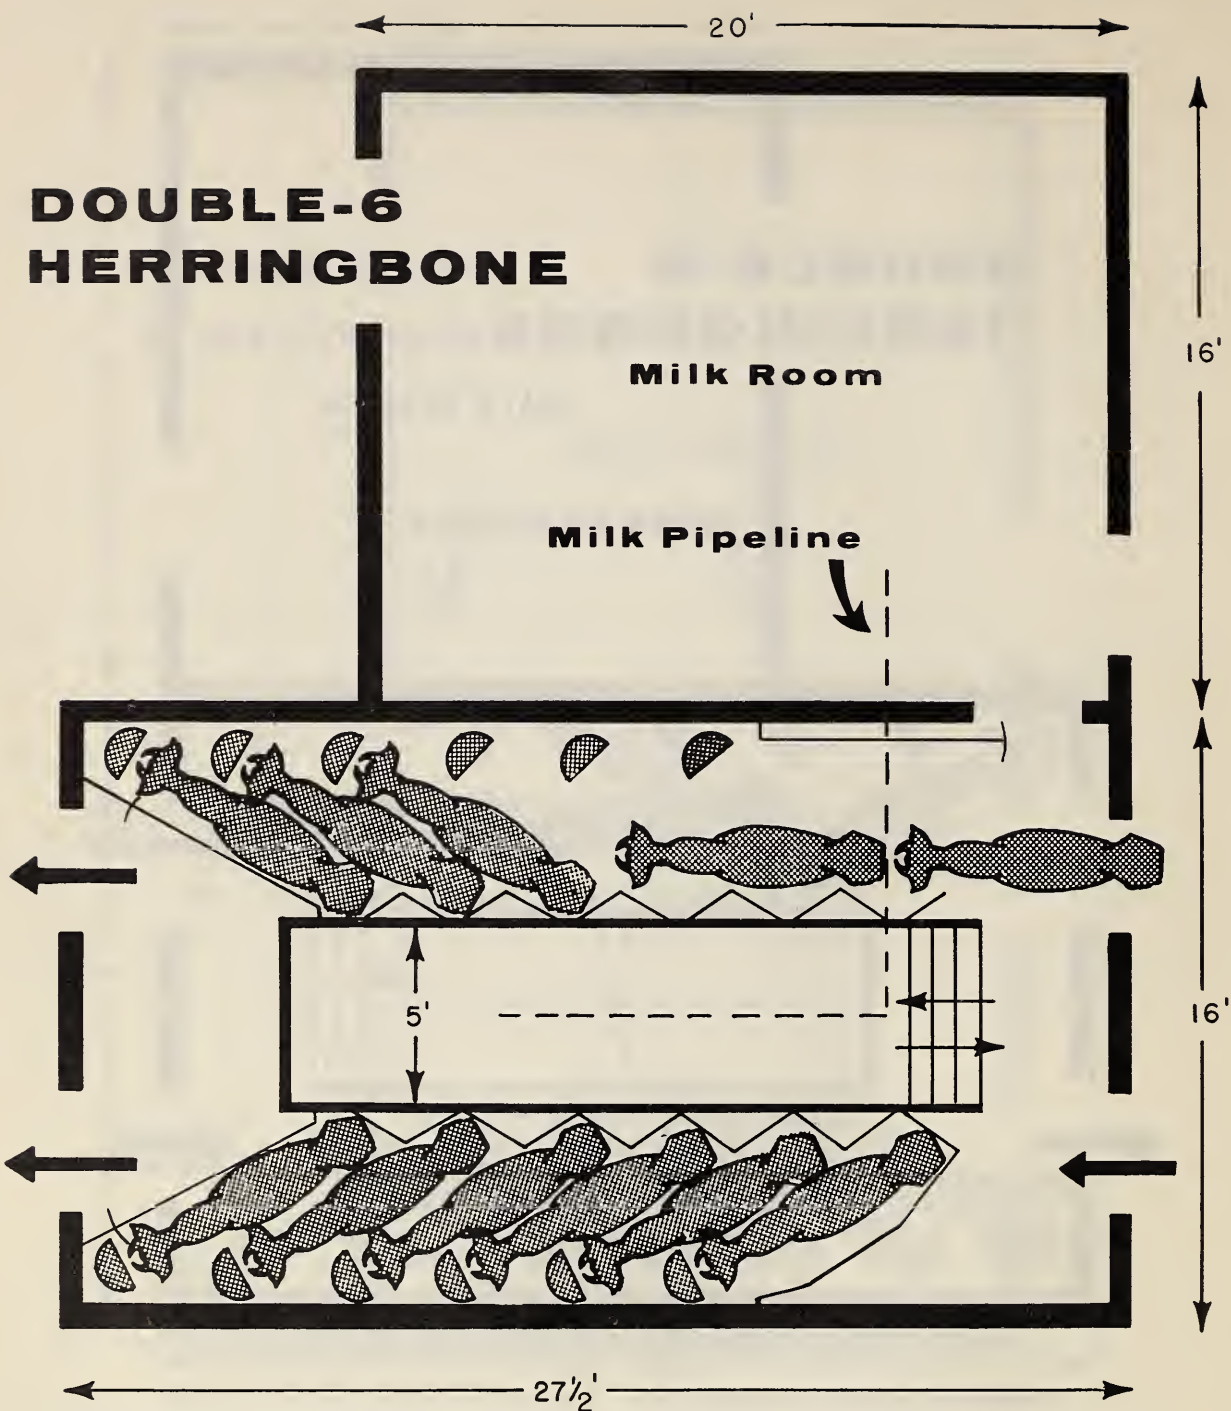 20'
DOUBLE-6
HERRINGBONE
16'
Milk Room
Milk Pipeline
5'
16'
27½'